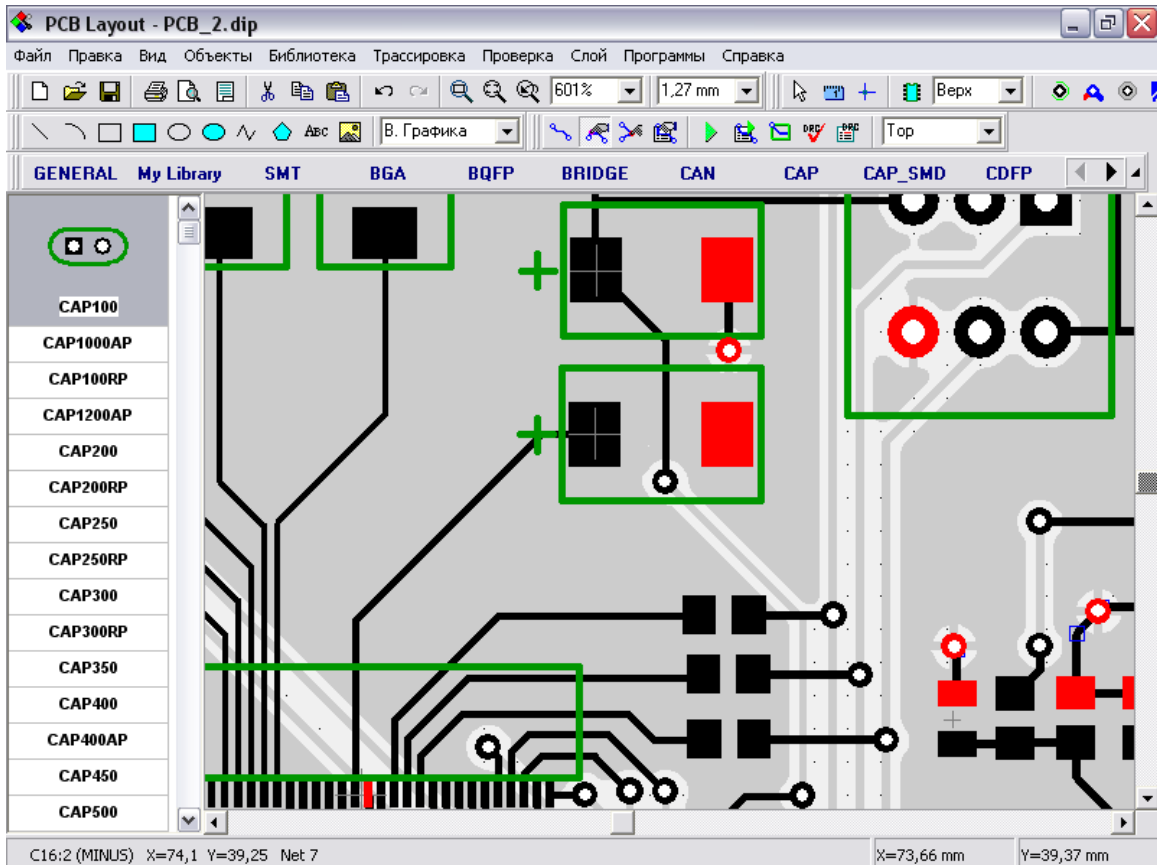 PCB Layout - PCB_2.dip
Файл Правка Вид Объекты Библиотека Трассировка Проверка Слой Программы Справка
601% 1,27 mm Верх
ABC В. Графика DRC DRC Top
GENERAL My Library SMT BGA BQFP BRIDGE CAN CAP CAP_SMD CDFP
CAP100
CAP1000AP
CAP100RP
CAP1200AP
CAP200
CAP200RP
CAP250
CAP250RP
CAP300
CAP300RP
CAP350
CAP400
CAP400AP
CAP450
CAP500
C16:2 (MINUS) X=74,1 Y=39,25 Net 7 X=73,66 mm Y=39,37 mm